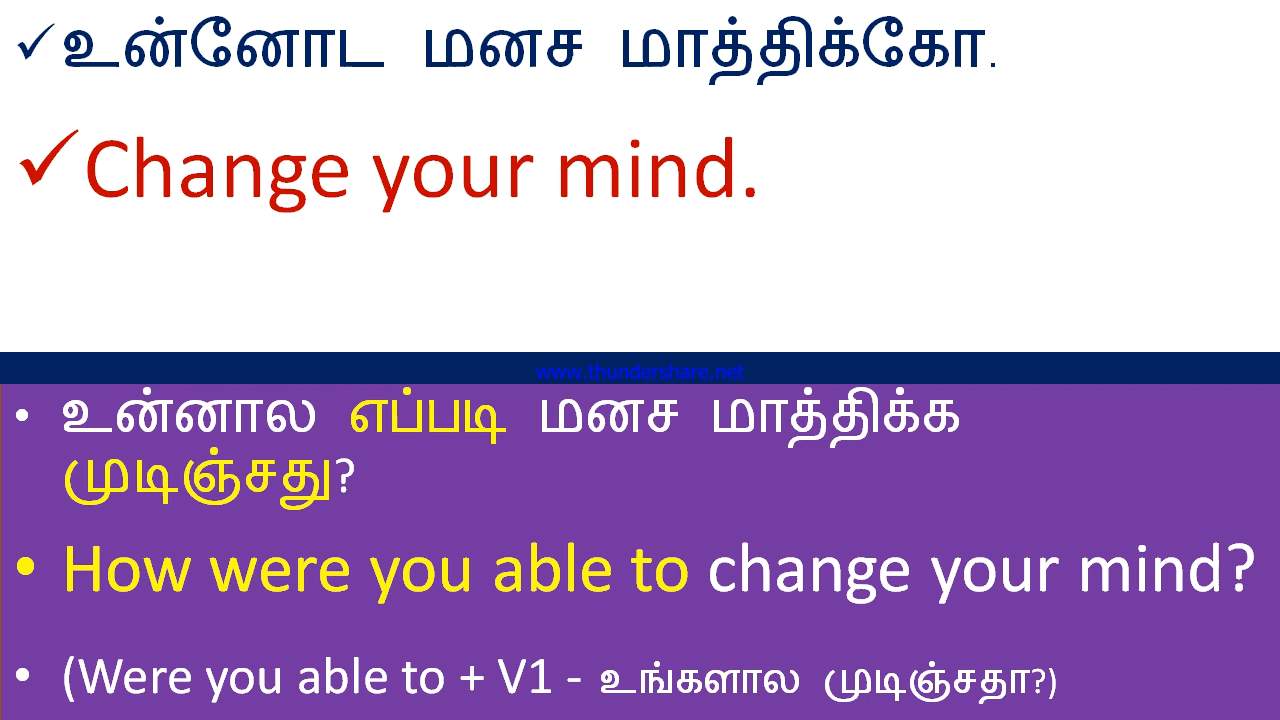 ✓உன்னோட மனச மாத்திக்கோ.
✓Change your mind.
www.thundershare.net
• உன்னால எப்படி மனச மாத்திக்க
முடிஞ்சது?
• How were you able to change your mind?
• (Were you able to + V1 - உங்களால முடிஞ்சதா?)